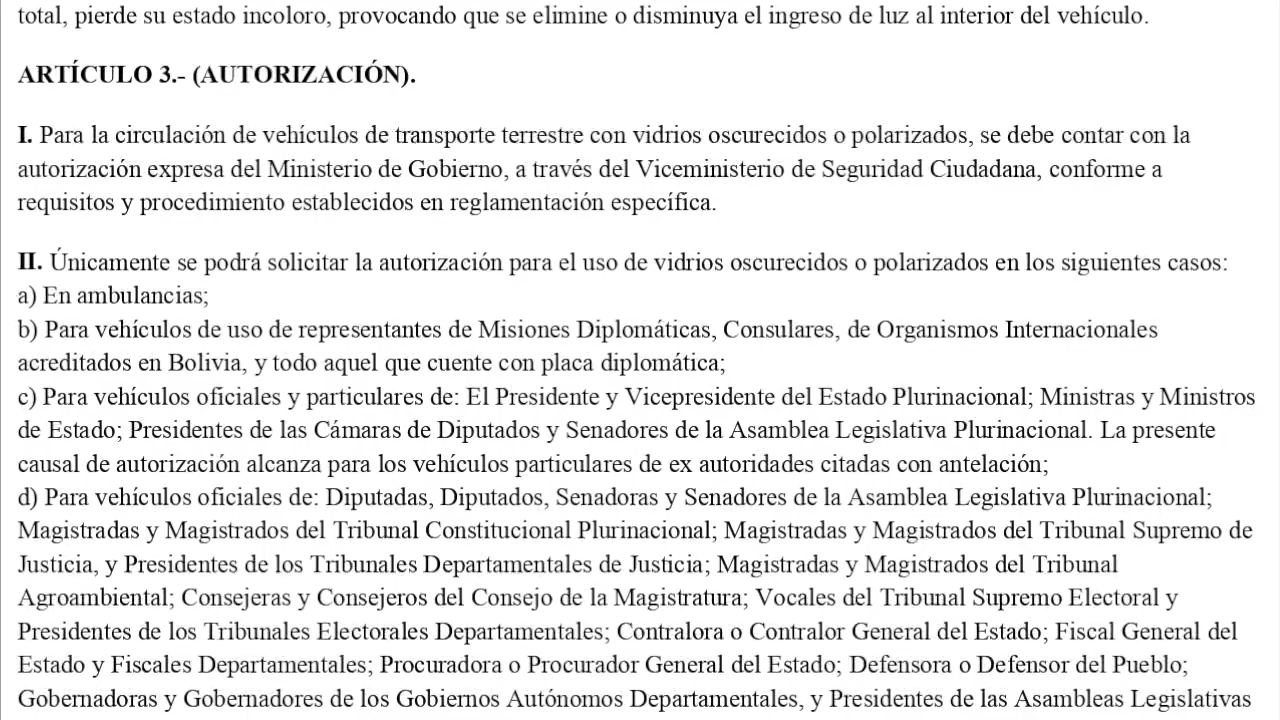 total, pierde su estado incoloro, provocando que se elimine o disminuya el ingreso de luz al interior del vehículo.
ARTÍCULO 3.- (AUTORIZACIÓN).
I. Para la circulación de vehículos de transporte terrestre con vidrios oscurecidos o polarizados, se debe contar con la
autorización expresa del Ministerio de Gobierno, a través del Viceministerio de Seguridad Ciudadana, conforme a
requisitos y procedimiento establecidos en reglamentación específica.
II. Únicamente se podrá solicitar la autorización para el uso de vidrios oscurecidos o polarizados en los siguientes casos:
a) En ambulancias;
b) Para vehículos de uso de representantes de Misiones Diplomáticas, Consulares, de Organismos Internacionales
acreditados en Bolivia, y todo aquel que cuente con placa diplomática;
c) Para vehículos oficiales y particulares de: El Presidente y Vicepresidente del Estado Plurinacional; Ministras y Ministros
de Estado; Presidentes de las Cámaras de Diputados y Senadores de la Asamblea Legislativa Plurinacional. La presente
causal de autorización alcanza para los vehículos particulares de ex autoridades citadas con antelación;
d) Para vehículos oficiales de: Diputadas, Diputados, Senadoras y Senadores de la Asamblea Legislativa Plurinacional;
Magistradas y Magistrados del Tribunal Constitucional Plurinacional; Magistradas y Magistrados del Tribunal Supremo de
Justicia, y Presidentes de los Tribunales Departamentales de Justicia; Magistradas y Magistrados del Tribunal
Agroambiental; Consejeras y Consejeros del Consejo de la Magistratura; Vocales del Tribunal Supremo Electoral y
Presidentes de los Tribunales Electorales Departamentales; Contralora o Contralor General del Estado; Fiscal General del
Estado y Fiscales Departamentales; Procuradora o Procurador General del Estado; Defensora o Defensor del Pueblo;
Gobernadoras y Gobernadores de los Gobiernos Autónomos Departamentales, y Presidentes de las Asambleas Legislativas